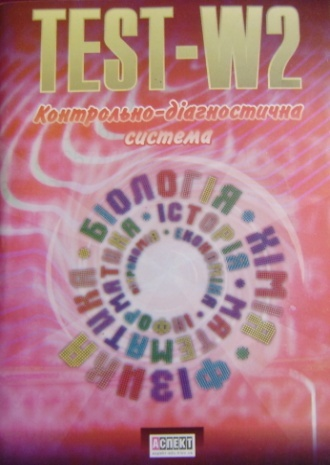 TEST-W2
Контрольно-діагностична
система
БІОЛОГІЯ • ХІМІЯ
ФІЗИКА
МАТЕМАТИКА
ІСТОРІЯ
ІНФОРМАТИКА
ЕКОНОМІКА
АСПЕКТ